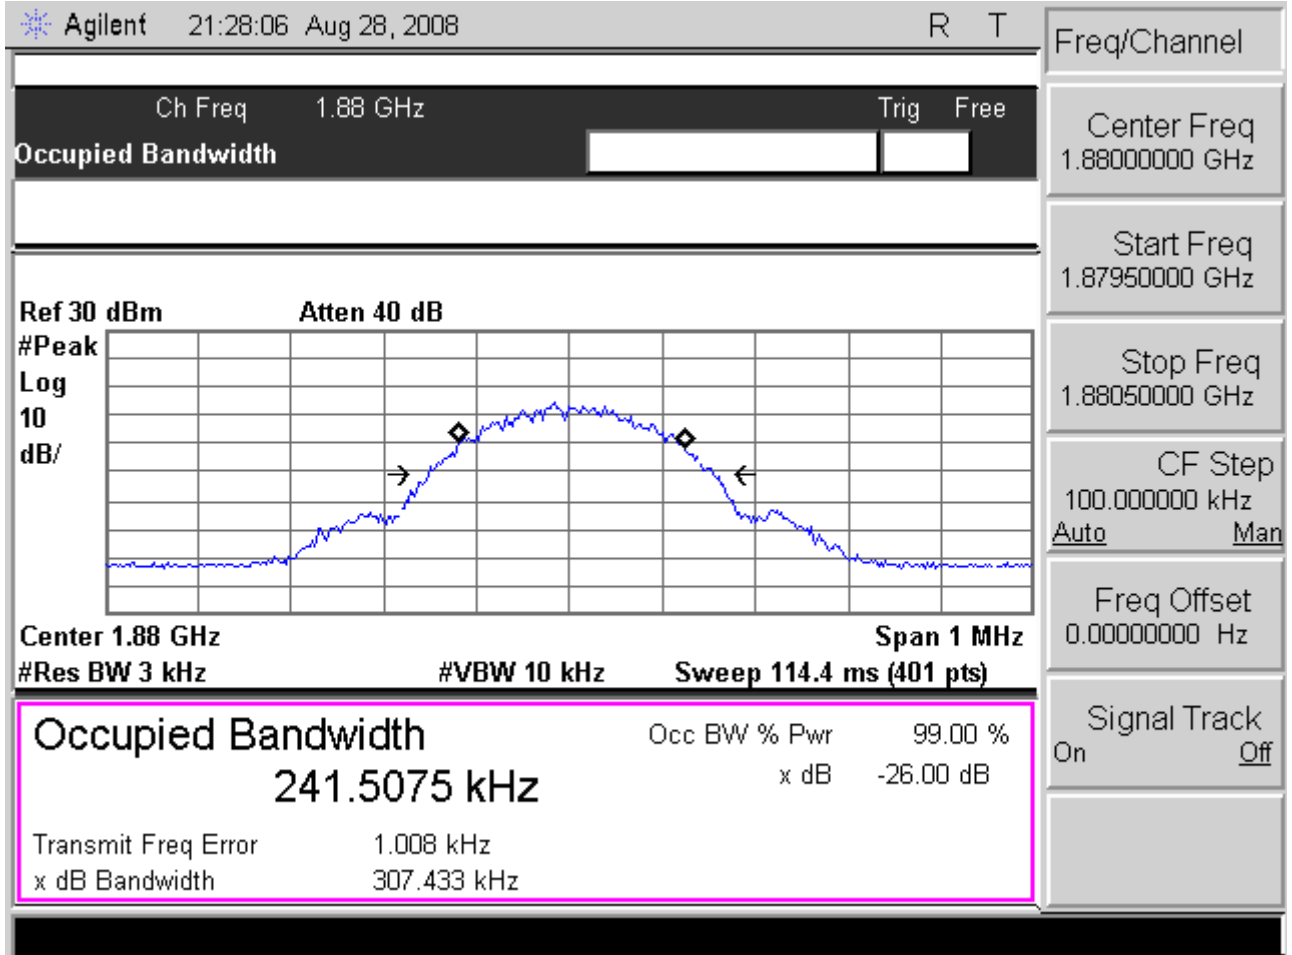 Agilent 21:28:06 Aug 28, 2008 R T
Freq/Channel
Ch Freq 1.88 GHz Trig Free
Occupied Bandwidth
Center Freq
1.88000000 GHz
Start Freq
1.87950000 GHz
Stop Freq
1.88050000 GHz
CF Step
100.000000 kHz
Auto Man
Freq Offset
0.00000000 Hz
Signal Track
On Off
Ref 30 dBm Atten 40 dB
#Peak
Log
10
dB/
Center 1.88 GHz Span 1 MHz
#Res BW 3 kHz #VBW 10 kHz Sweep 114.4 ms (401 pts)
Occupied Bandwidth
241.5075 kHz
Occ BW % Pwr 99.00 %
x dB -26.00 dB
Transmit Freq Error 1.008 kHz
x dB Bandwidth 307.433 kHz